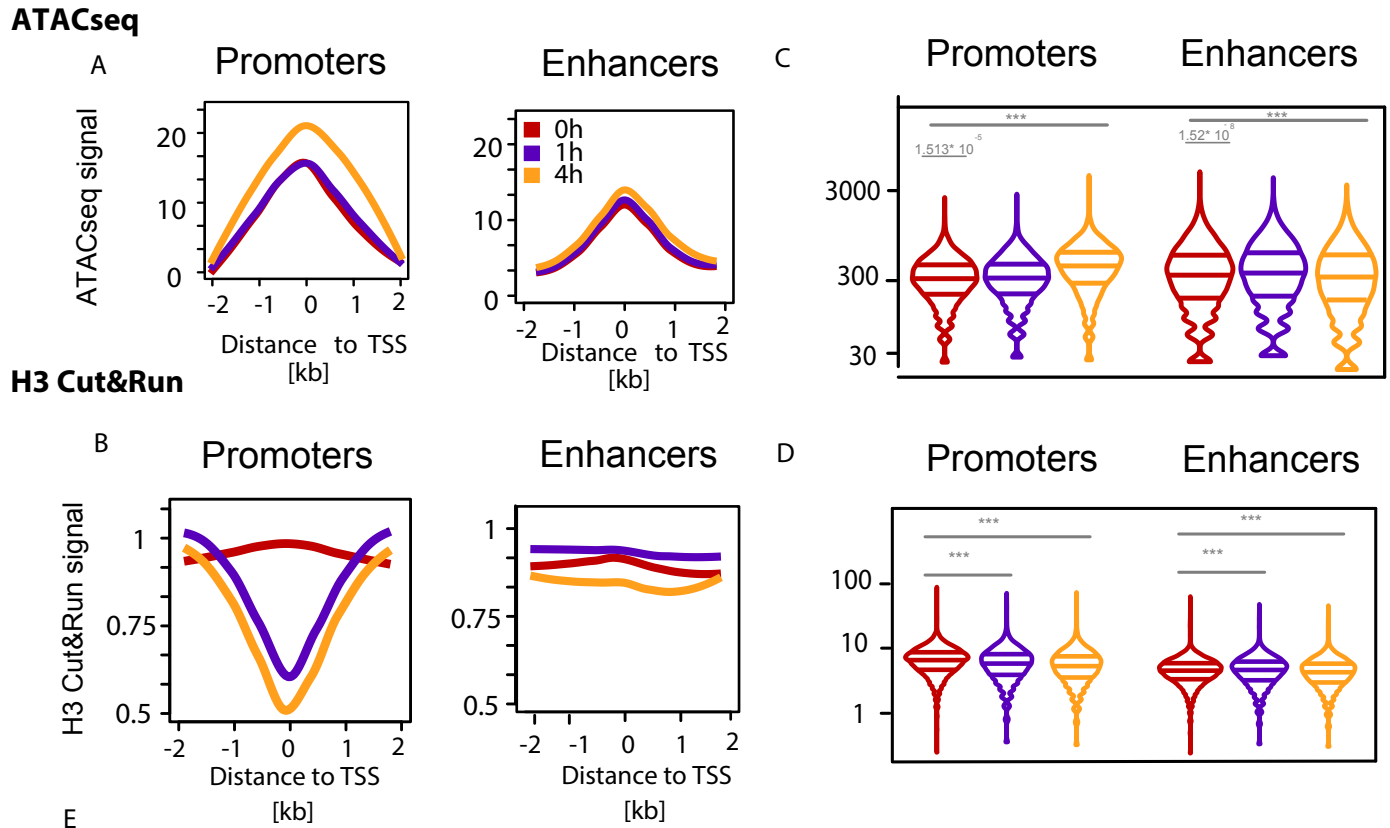 ATACseq
A
Promoters
Enhancers
C
Promoters
Enhancers
ATACseq signal
20
10
0
-2 -1 0 1 2
Distance to TSS
[kb]
0h
1h
4h
20
10
0
-2 -1 0 1 2
Distance to TSS
[kb]
***
1.513* 10 -5
***
1.52* 10 - 8
3000
300
30
H3 Cut&Run
B
Promoters
Enhancers
D
Promoters
Enhancers
H3 Cut&Run signal
1
0.75
0.5
-2 -1 0 1 2
Distance to TSS
[kb]
1
0.75
0.5
-2 -1 0 1 2
Distance to TSS
[kb]
***
***
***
***
100
10
1
E